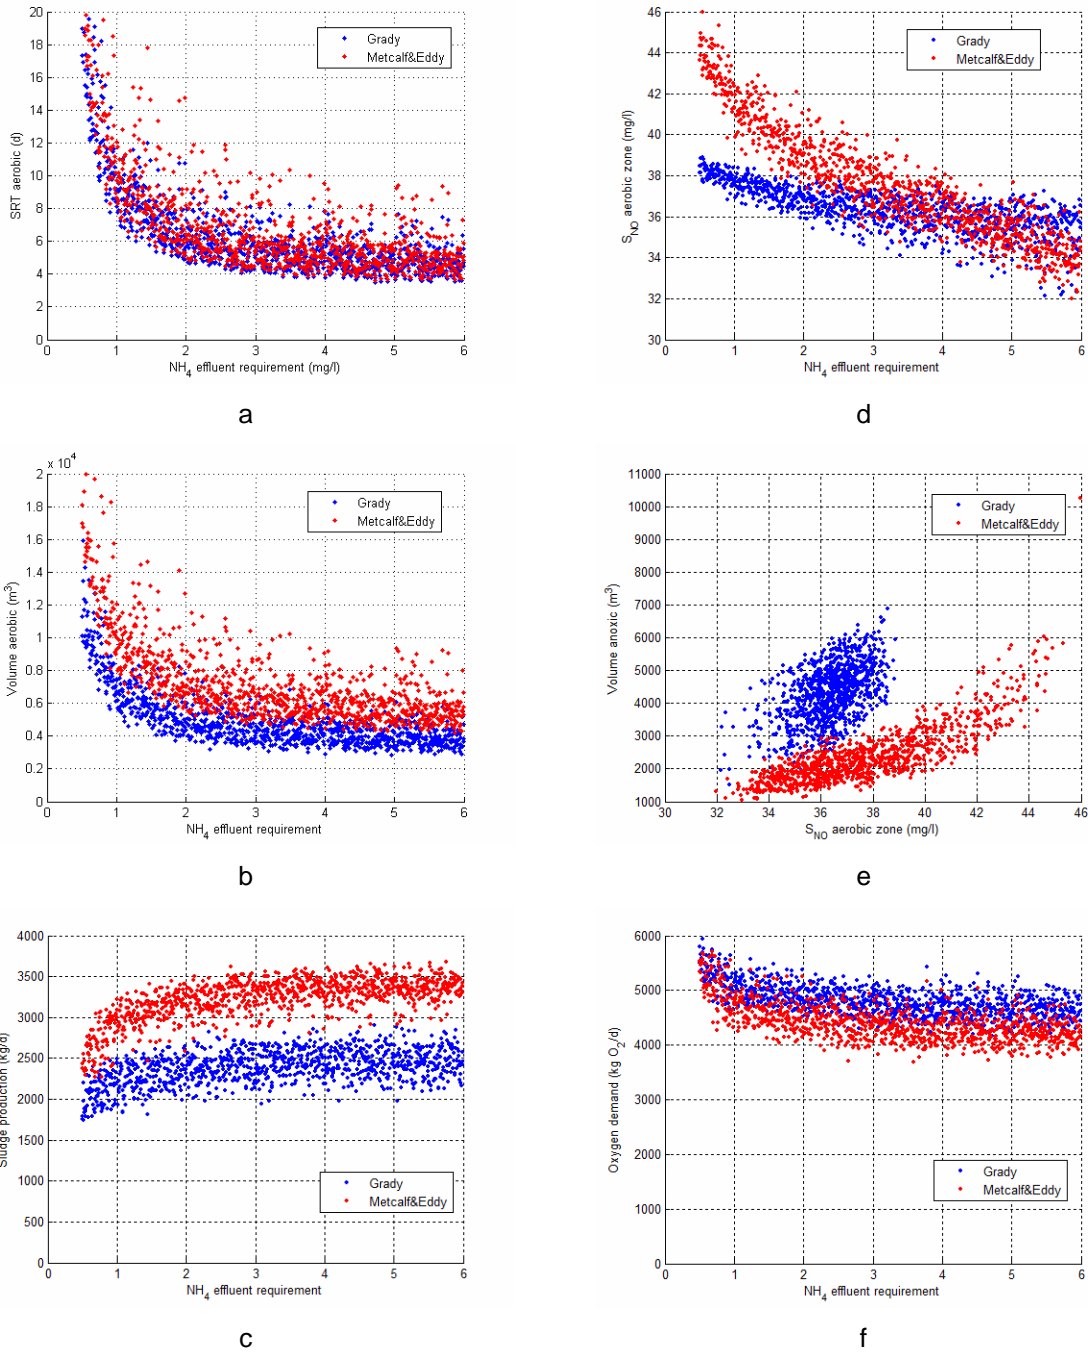 20
18
16
14
12
10
8
6
4
2
0
SRT aerobic (d)
Grady
Metcalf&Eddy
0 1 2 3 4 5 6
NH4 effluent requirement (mg/l)
a
46
44
42
40
38
36
34
32
30
SNO aerobic zone (mg/l)
Grady
Metcalf&Eddy
0 1 2 3 4 5 6
NH4 effluent requirement
d
x 10^4
2
1.8
1.6
1.4
1.2
1
0.8
0.6
0.4
0.2
0
Volume aerobic (m³)
Grady
Metcalf&Eddy
0 1 2 3 4 5 6
NH4 effluent requirement
b
11000
10000
9000
8000
7000
6000
5000
4000
3000
2000
1000
Volume anoxic (m³)
Grady
Metcalf&Eddy
30 32 34 36 38 40 42 44 46
SNO aerobic zone (mg/l)
e
4000
3500
3000
2500
2000
1500
1000
500
0
Sludge production (kg/d)
Grady
Metcalf&Eddy
0 1 2 3 4 5 6
NH4 effluent requirement
c
6000
5000
4000
3000
2000
1000
0
Oxygen demand (kg O2/d)
Grady
Metcalf&Eddy
0 1 2 3 4 5 6
NH4 effluent requirement
f